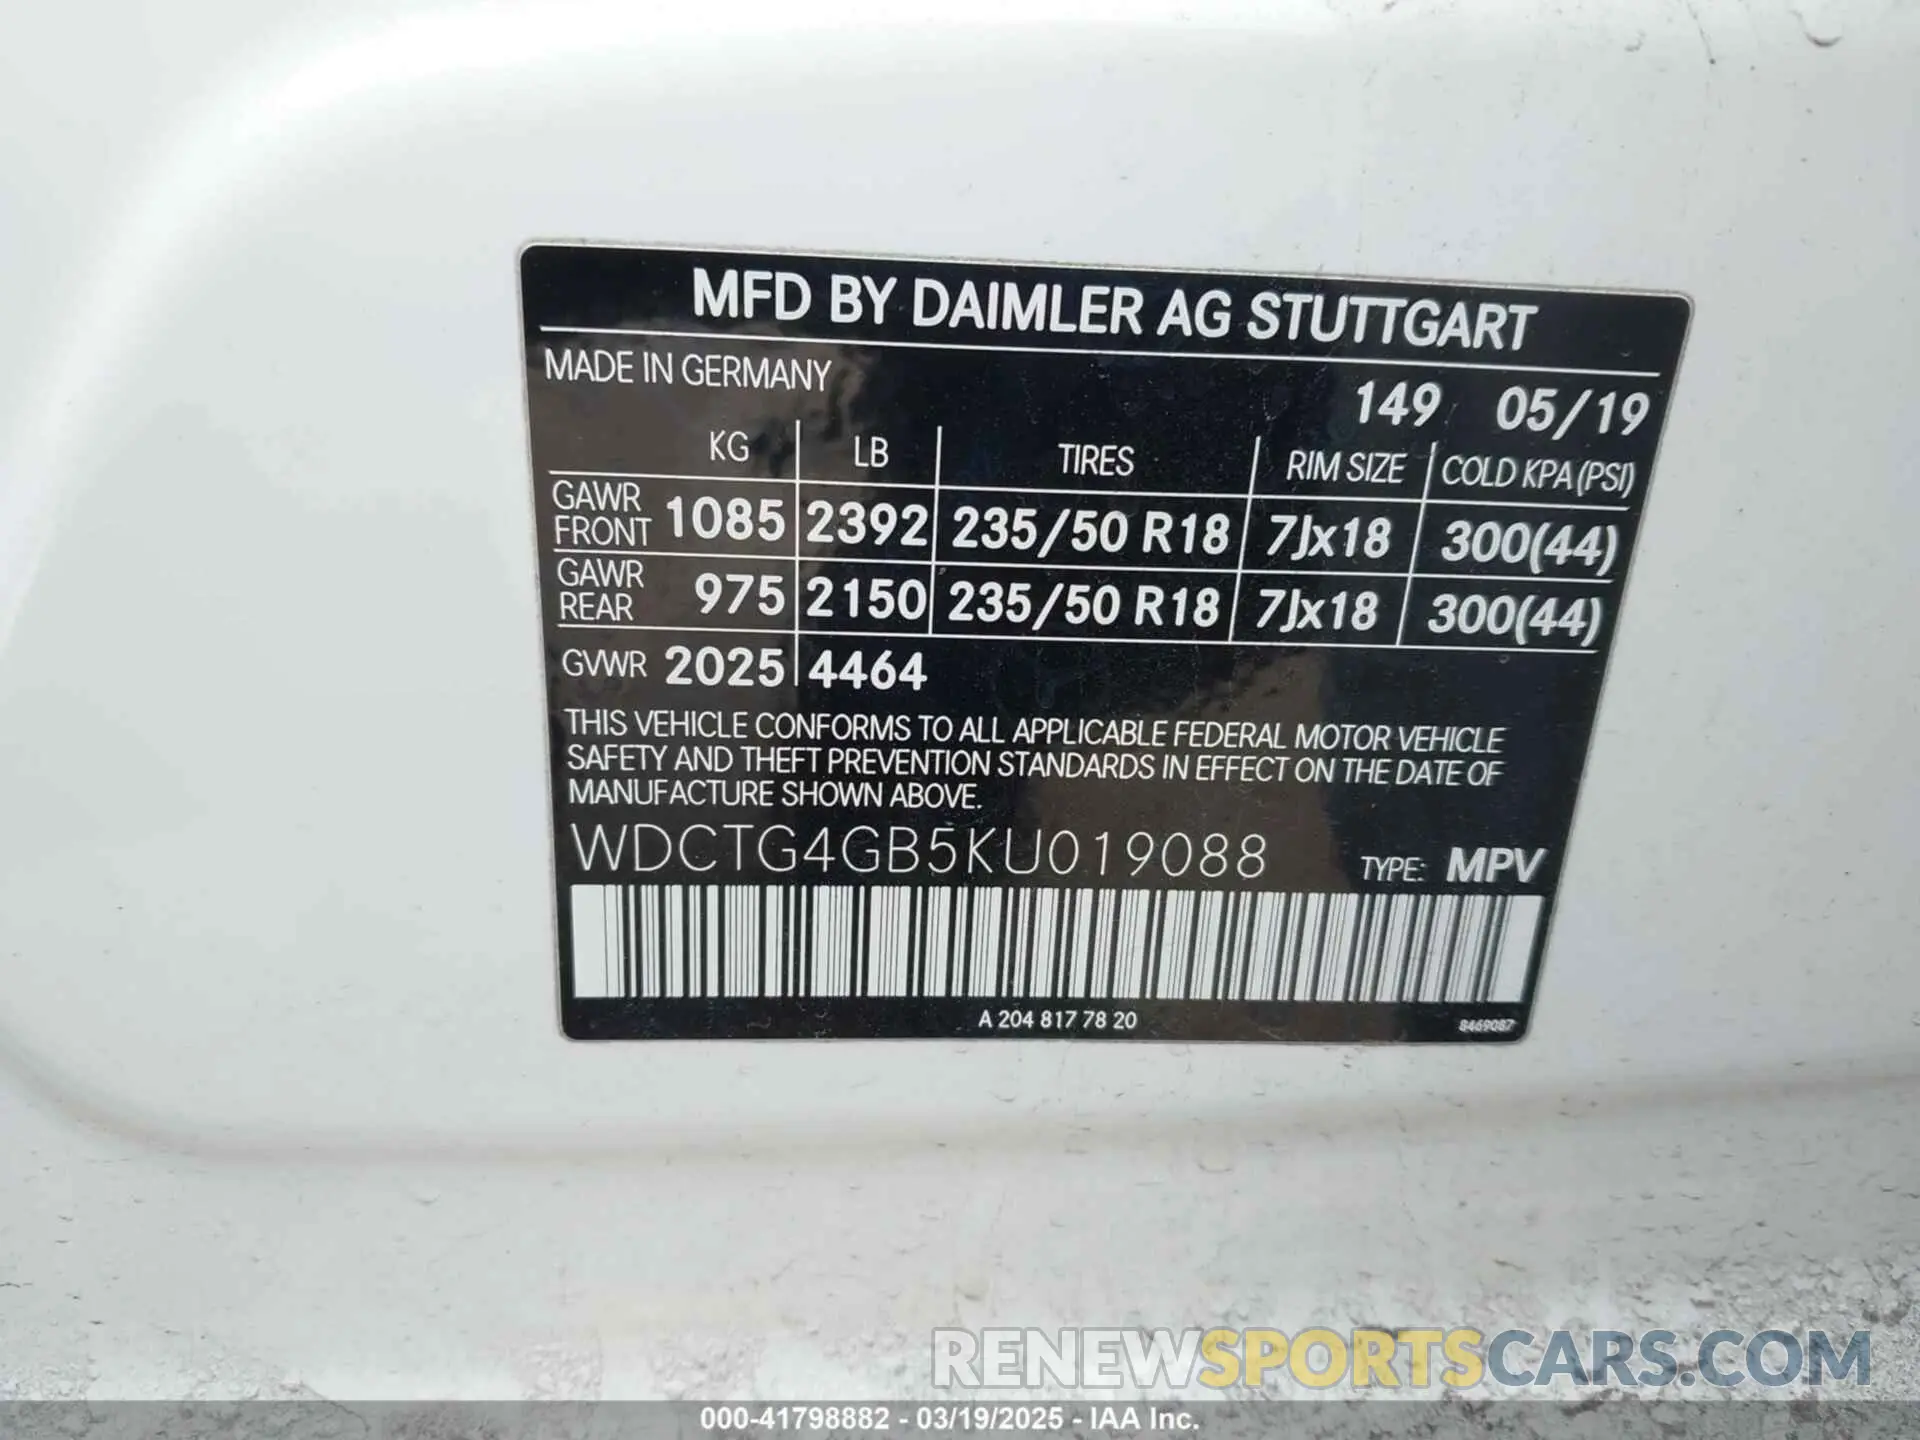 MFD BY DAIMLER AG STUTTGART
MADE IN GERMANY
149 05/19
KG LB TIRES RIM SIZE COLD KPA (PSI)
GAWR FRONT 1085 2392 235/50 R18 7Jx18 300(44)
GAWR REAR 975 2150 235/50 R18 7Jx18 300(44)
GVWR 2025 4464
THIS VEHICLE CONFORMS TO ALL APPLICABLE FEDERAL MOTOR VEHICLE
SAFETY AND THEFT PREVENTION STANDARDS IN EFFECT ON THE DATE OF
MANUFACTURE SHOWN ABOVE.
WDCTG4GB5KU019088 TYPE: MPV
A 204 817 78 20 8469087
RENEWSPORTSCARS.COM
000-41798882 - 03/19/2025 - IAA Inc.